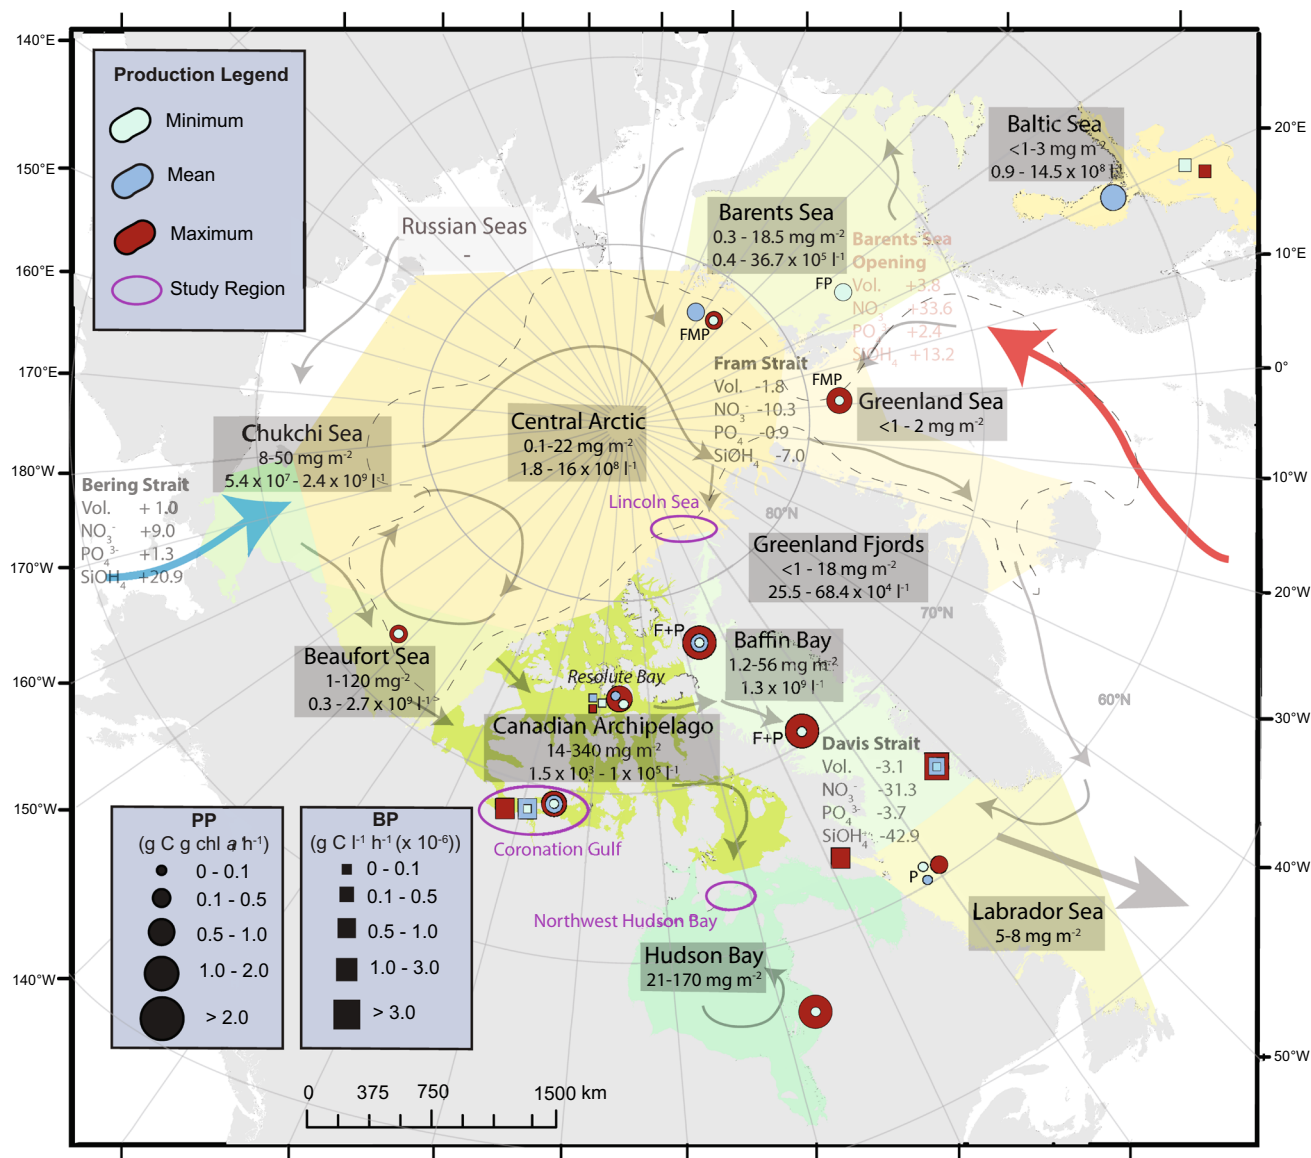 140°E
150°E
160°E
170°E
180°W
170°W
160°W
150°W
140°W
20°E
10°E
0°
10°W
20°W
30°W
40°W
50°W
Production Legend
Minimum
Mean
Maximum
Study Region
Russian Seas
-
Baltic Sea
<1-3 mg m⁻²
0.9 - 14.5 x 10⁸ l⁻¹
Barents Sea
0.3 - 18.5 mg m⁻²
0.4 - 36.7 x 10⁵ l⁻¹
Barents Sea
Opening
Vol. +3.8
NO₃⁻ +33.6
PO₄³⁻ +2.4
SiOH₄ +13.2
FP
FMP
Fram Strait
Vol. -1.8
NO₃⁻ -10.3
PO₄³⁻ -0.9
SiOH₄ -7.0
FMP
Greenland Sea
<1 - 2 mg m⁻²
Central Arctic
0.1-22 mg m⁻²
1.8 - 16 x 10⁸ l⁻¹
Chukchi Sea
8-50 mg m⁻²
5.4 x 10⁷ - 2.4 x 10⁹ l⁻¹
Bering Strait
Vol. + 1.0
NO₃⁻ +9.0
PO₄³⁻ +1.3
SiOH₄ +20.9
Lincoln Sea
80°N
70°N
60°N
Greenland Fjords
<1 - 18 mg m⁻²
25.5 - 68.4 x 10⁴ l⁻¹
F+P
Baffin Bay
1.2-56 mg m⁻²
1.3 x 10⁹ l⁻¹
Beaufort Sea
1-120 mg⁻²
0.3 - 2.7 x 10⁹ l⁻¹
Resolute Bay
Canadian Archipelago
14-340 mg m⁻²
1.5 x 10³ - 1 x 10⁵ l⁻¹
F+P
Davis Strait
Vol. -3.1
NO₃⁻ -31.3
PO₄³⁻ -3.7
SiOH₄ -42.9
Coronation Gulf
P
Northwest Hudson Bay
Labrador Sea
5-8 mg m⁻²
Hudson Bay
21-170 mg m⁻²
PP
(g C g chl a⁻¹ h⁻¹)
0 - 0.1
0.1 - 0.5
0.5 - 1.0
1.0 - 2.0
> 2.0
BP
(g C l⁻¹ h⁻¹ (x 10⁻⁶))
0 - 0.1
0.1 - 0.5
0.5 - 1.0
1.0 - 3.0
> 3.0
0 375 750 1500 km